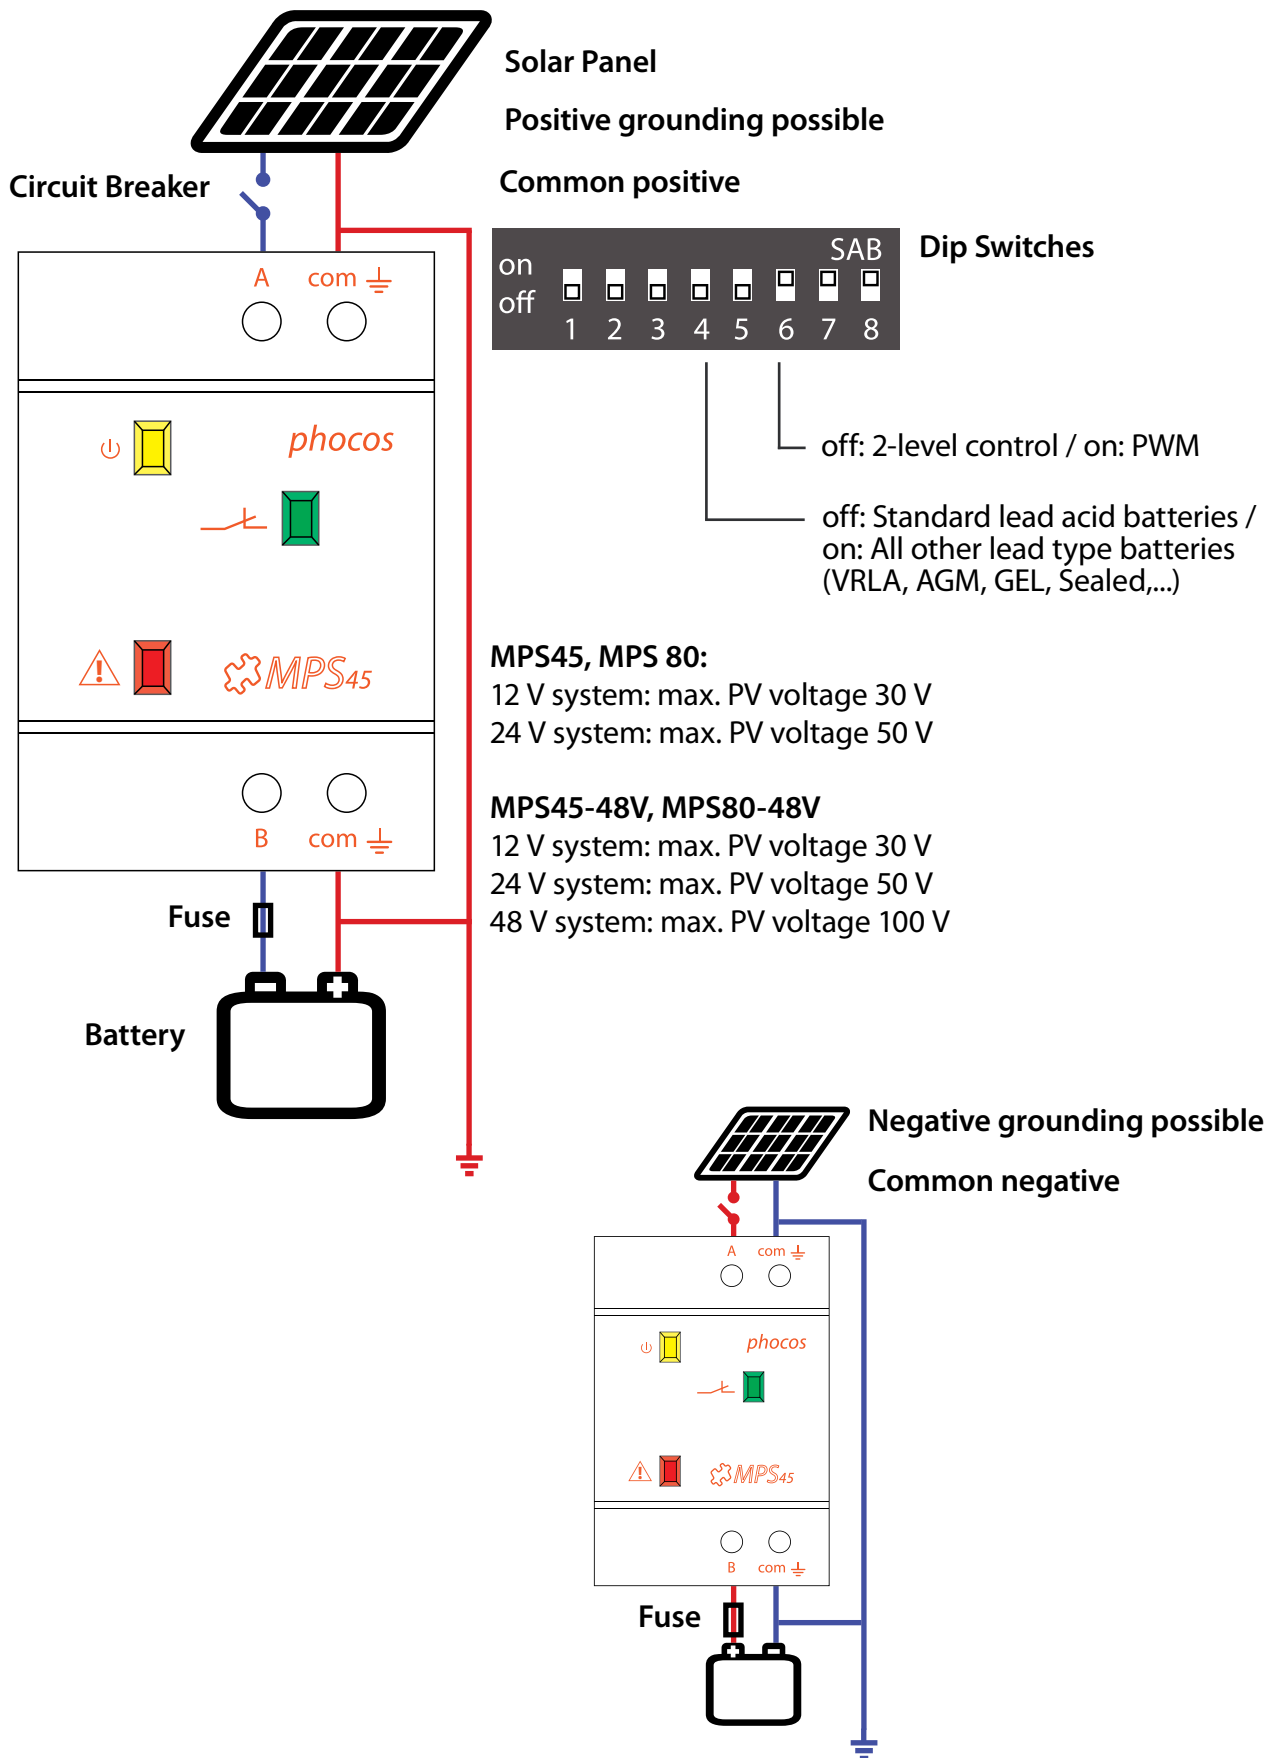 Solar Panel
Positive grounding possible
Circuit Breaker
Common positive
Dip Switches
SAB
on
off
1 2 3 4 5 6 7 8
A com
off: 2-level control / on: PWM
phocos
off: Standard lead acid batteries /
on: All other lead type batteries
(VRLA, AGM, GEL, Sealed,...)
MPS45
MPS45, MPS 80:
12 V system: max. PV voltage 30 V
24 V system: max. PV voltage 50 V
MPS45-48V, MPS80-48V
12 V system: max. PV voltage 30 V
24 V system: max. PV voltage 50 V
48 V system: max. PV voltage 100 V
B com
Fuse
Battery
Negative grounding possible
Common negative
A com
phocos
MPS45
B com
Fuse